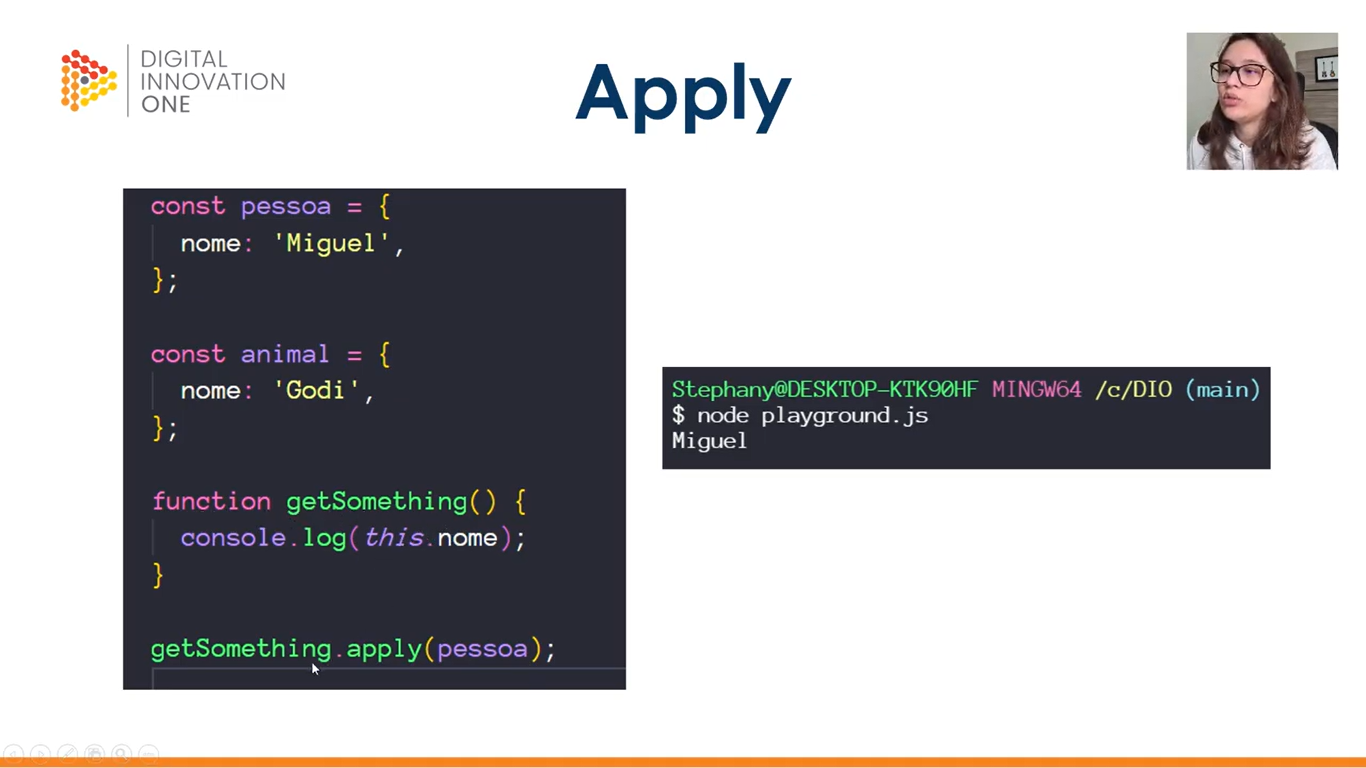 DIGITAL
INNOVATION
ONE
Apply
const pessoa = {
nome: 'Miguel',
};
const animal = {
nome: 'Godi',
};
function getSomething() {
console.log(this.nome);
}
getSomething.apply(pessoa);
Stephany@DESKTOP-KTK90HF MINGW64 /c/DIO (main)
$ node playground.js
Miguel